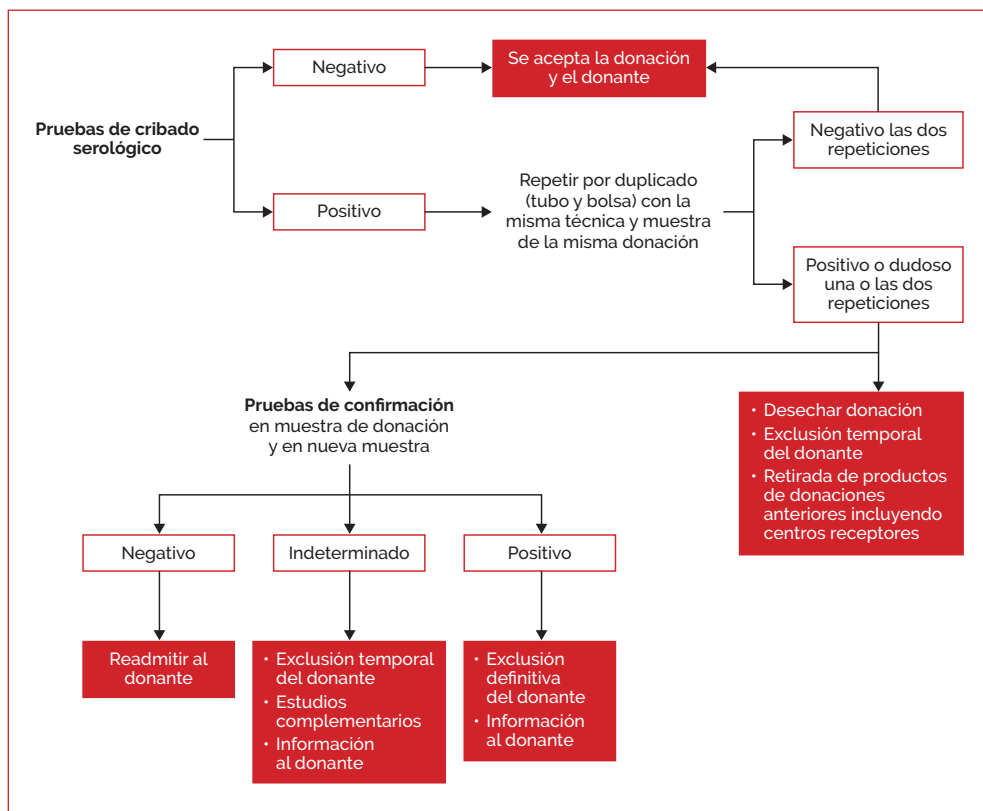 Negativo
Se acepta la donación
y el donante
Pruebas de cribado
serológico
Negativo las dos
repeticiones
Positivo
Repetir por duplicado
(tubo y bolsa) con la
misma técnica y muestra
de la misma donación
Positivo o dudoso
una o las dos
repeticiones
Pruebas de confirmación
en muestra de donación
y en nueva muestra
• Desechar donación
• Exclusión temporal
del donante
• Retirada de productos
de donaciones
anteriores incluyendo
centros receptores
Negativo
Indeterminado
Positivo
Readmitir al
donante
• Exclusión temporal
del donante
• Estudios
complementarios
• Información
al donante
• Exclusión
definitiva
del donante
• Información
al donante